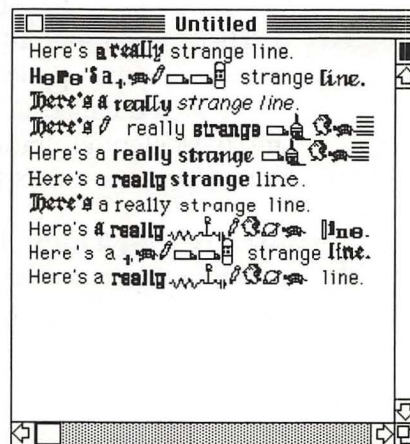 Untitled
Here's a really strange line.
Here's a strange line.
There's a really strange line.
There's really strange
Here's a really strange
Here's a really strange line.
There's a really strange line.
Here's a really line.
Here's a strange line.
Here's a really line.